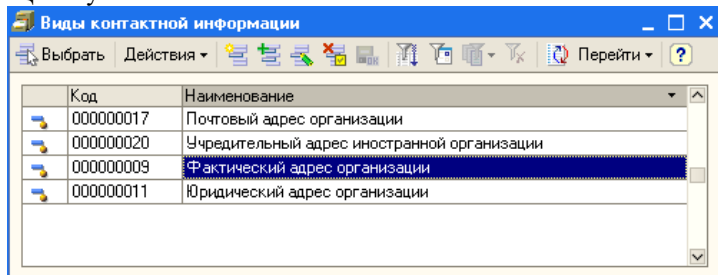 Виды контактной информации
Выбрать Действия Перейти ?
Код Наименование
000000017 Почтовый адрес организации
000000020 Учредительный адрес иностранной организации
000000009 Фактический адрес организации
000000011 Юридический адрес организации